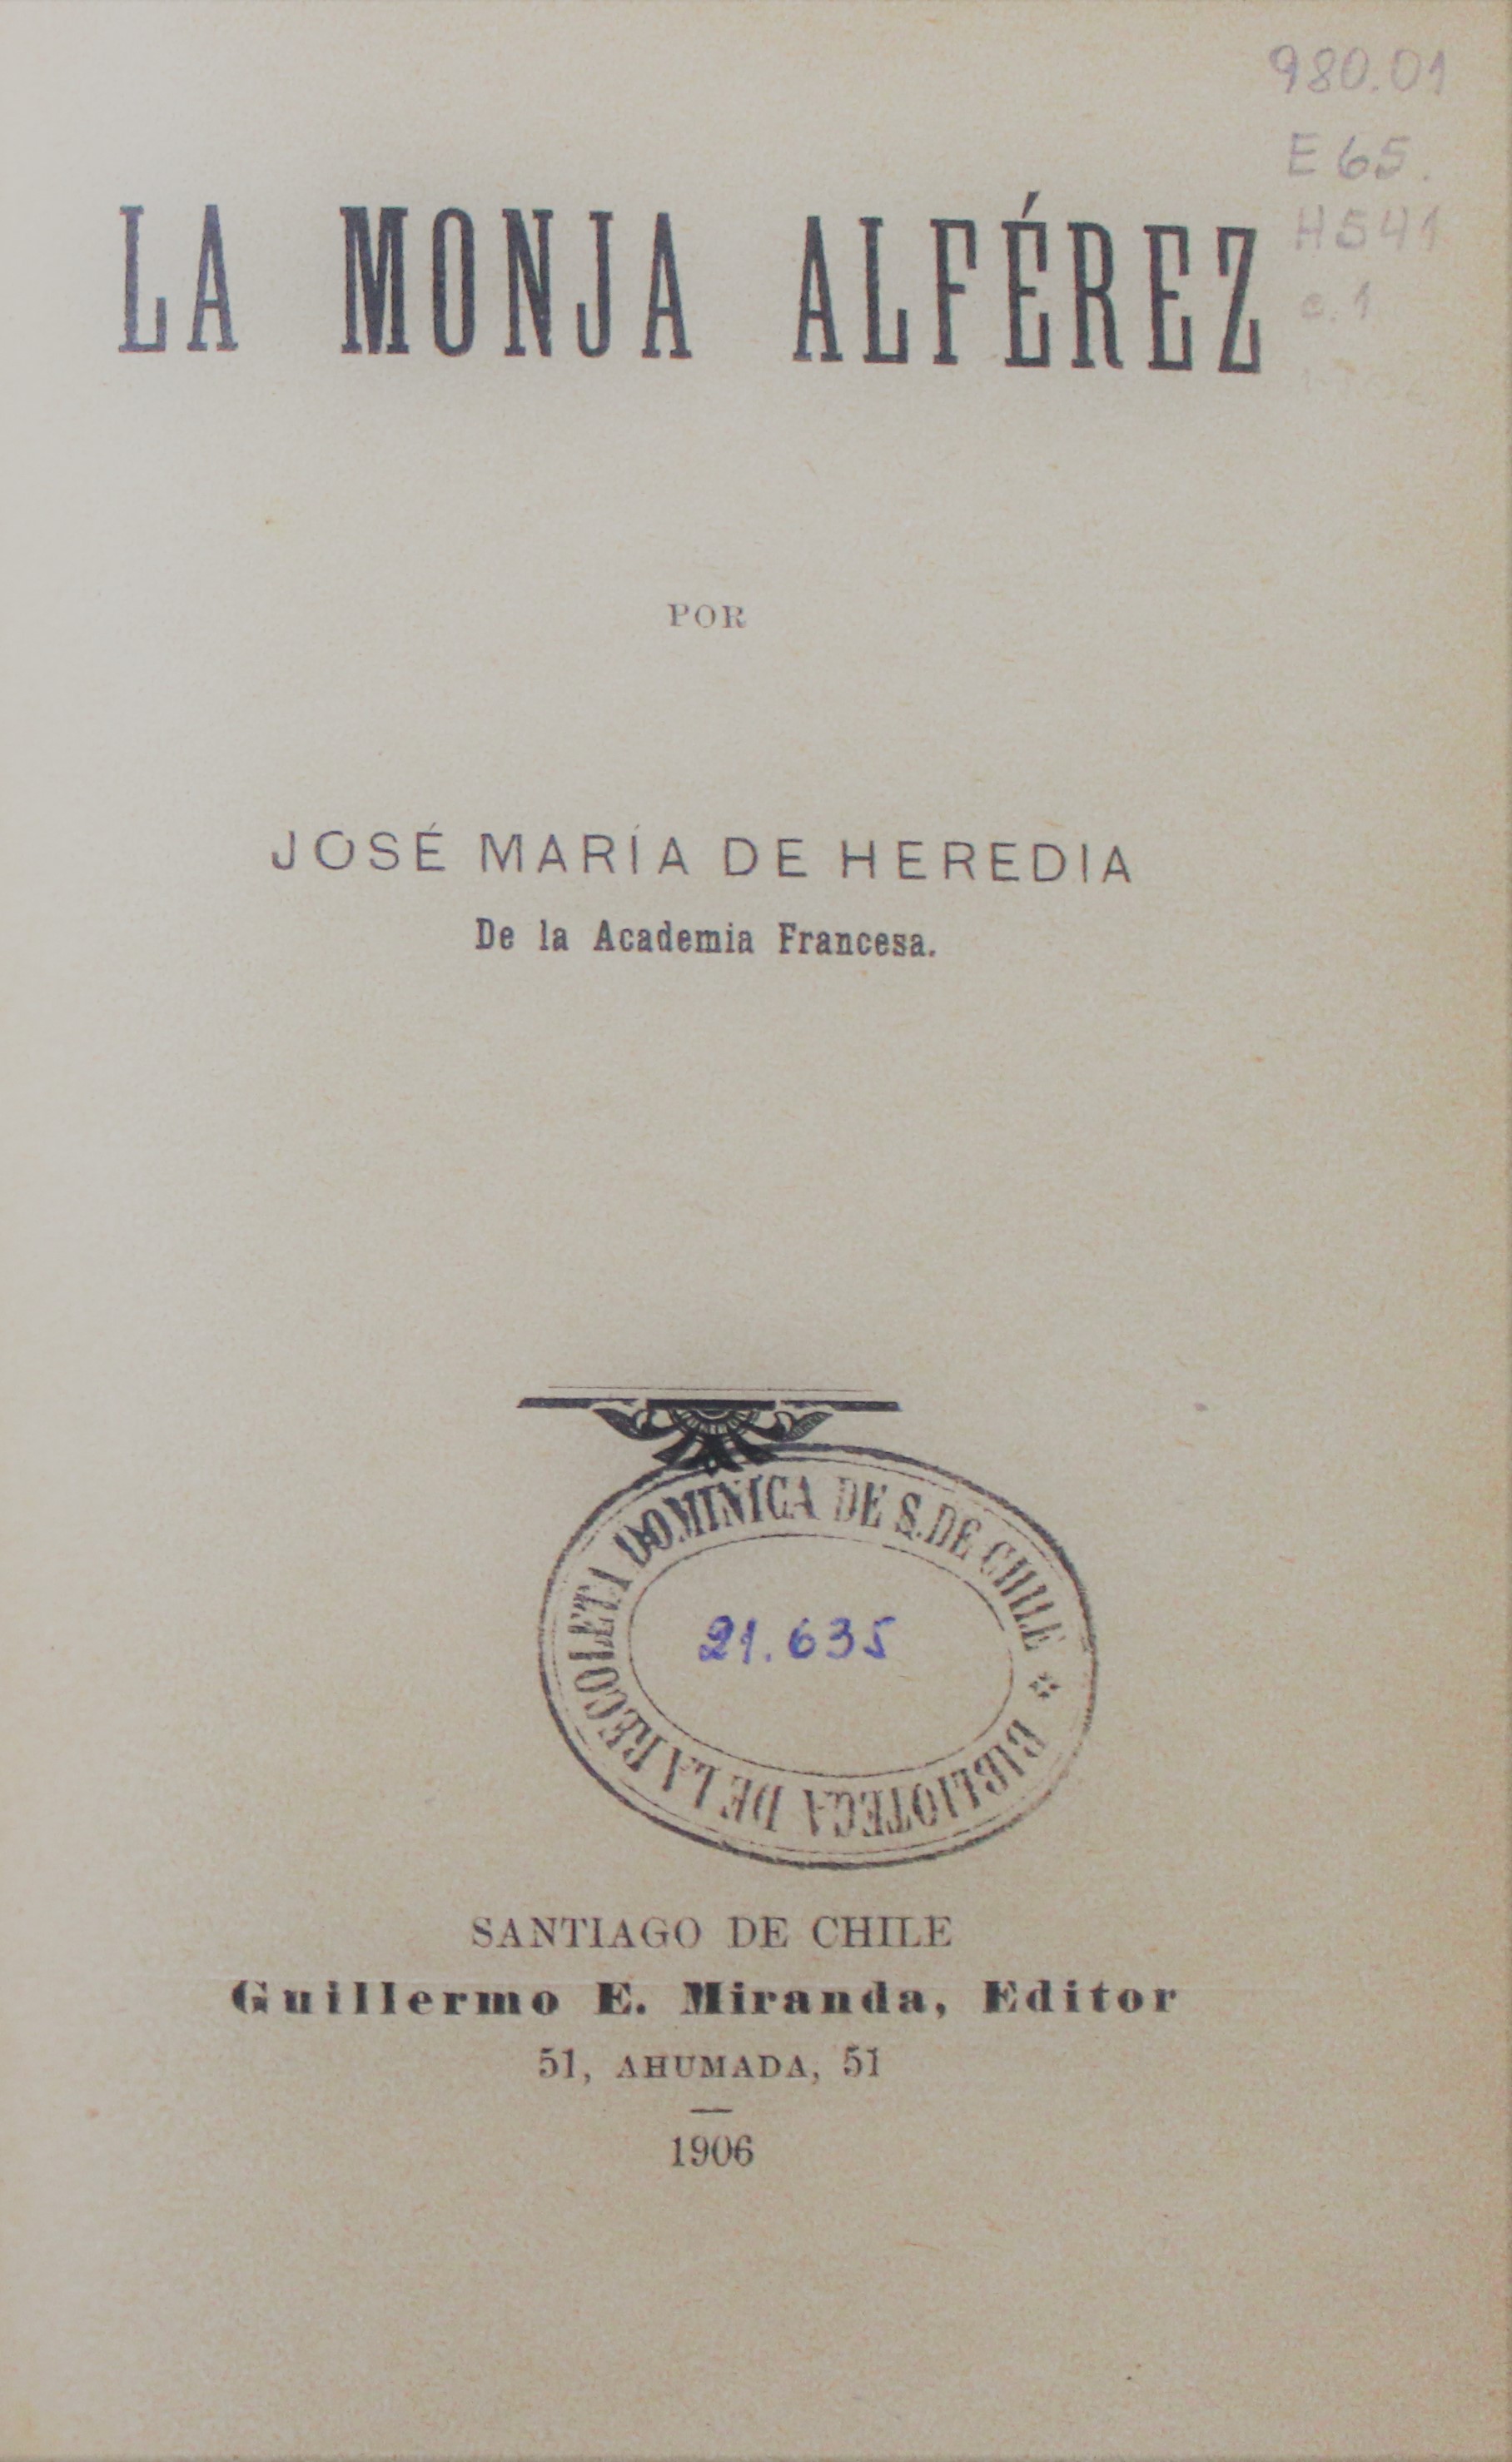 980.01
E65.
H541
c.1
LA MONJA ALFÉREZ
POR
JOSÉ MARÍA DE HEREDIA
De la Academia Francesa.
BIBLIOTECA DE LA RECOLETA DOMINICA DE S. DE CHILE
21.635
SANTIAGO DE CHILE
Guillermo E. Miranda, Editor
51, AHUMADA, 51
1906